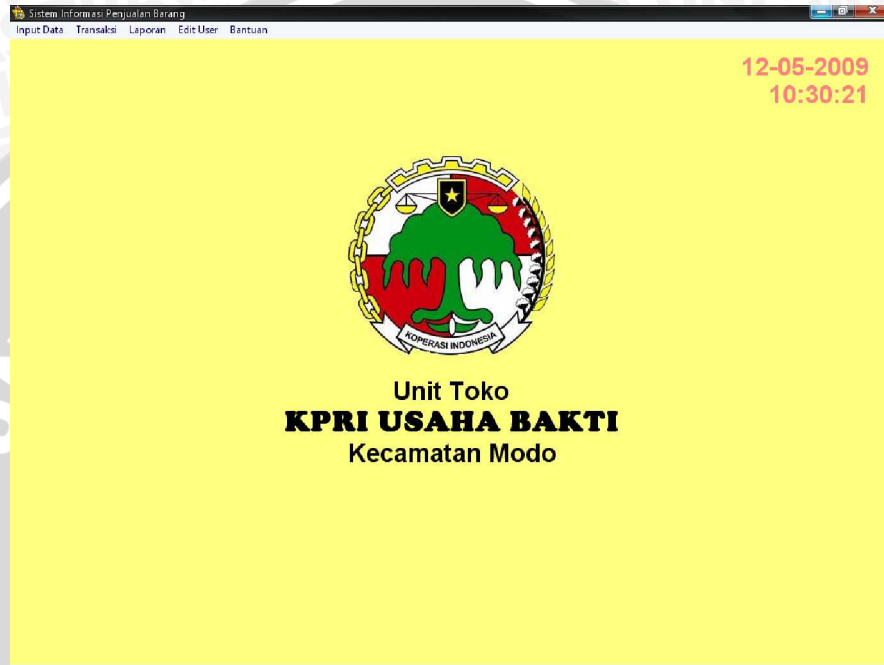 Sistem Informasi Penjualan Barang
Input Data Transaksi Laporan Edit User Bantuan
12-05-2009
10:30:21
KOPERASI INDONESIA
Unit Toko
KPRI USAHA BAKTI
Kecamatan Modo